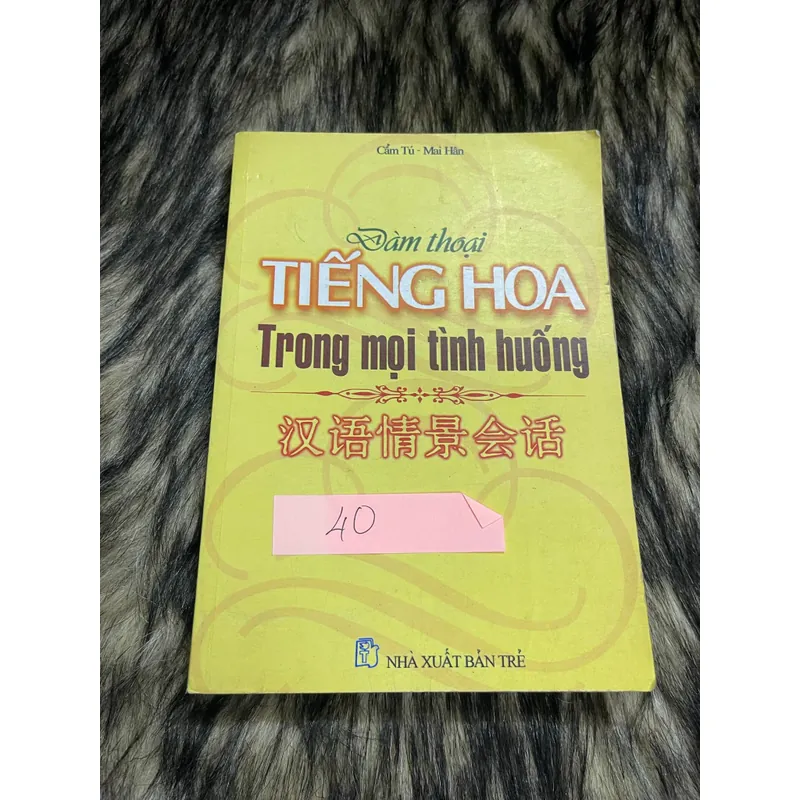 Cẩm Tú - Mai Hân
Đàm thoại
TIẾNG HOA
Trong mọi tình huống
汉语情景会话
40
NHÀ XUẤT BẢN TRẺ